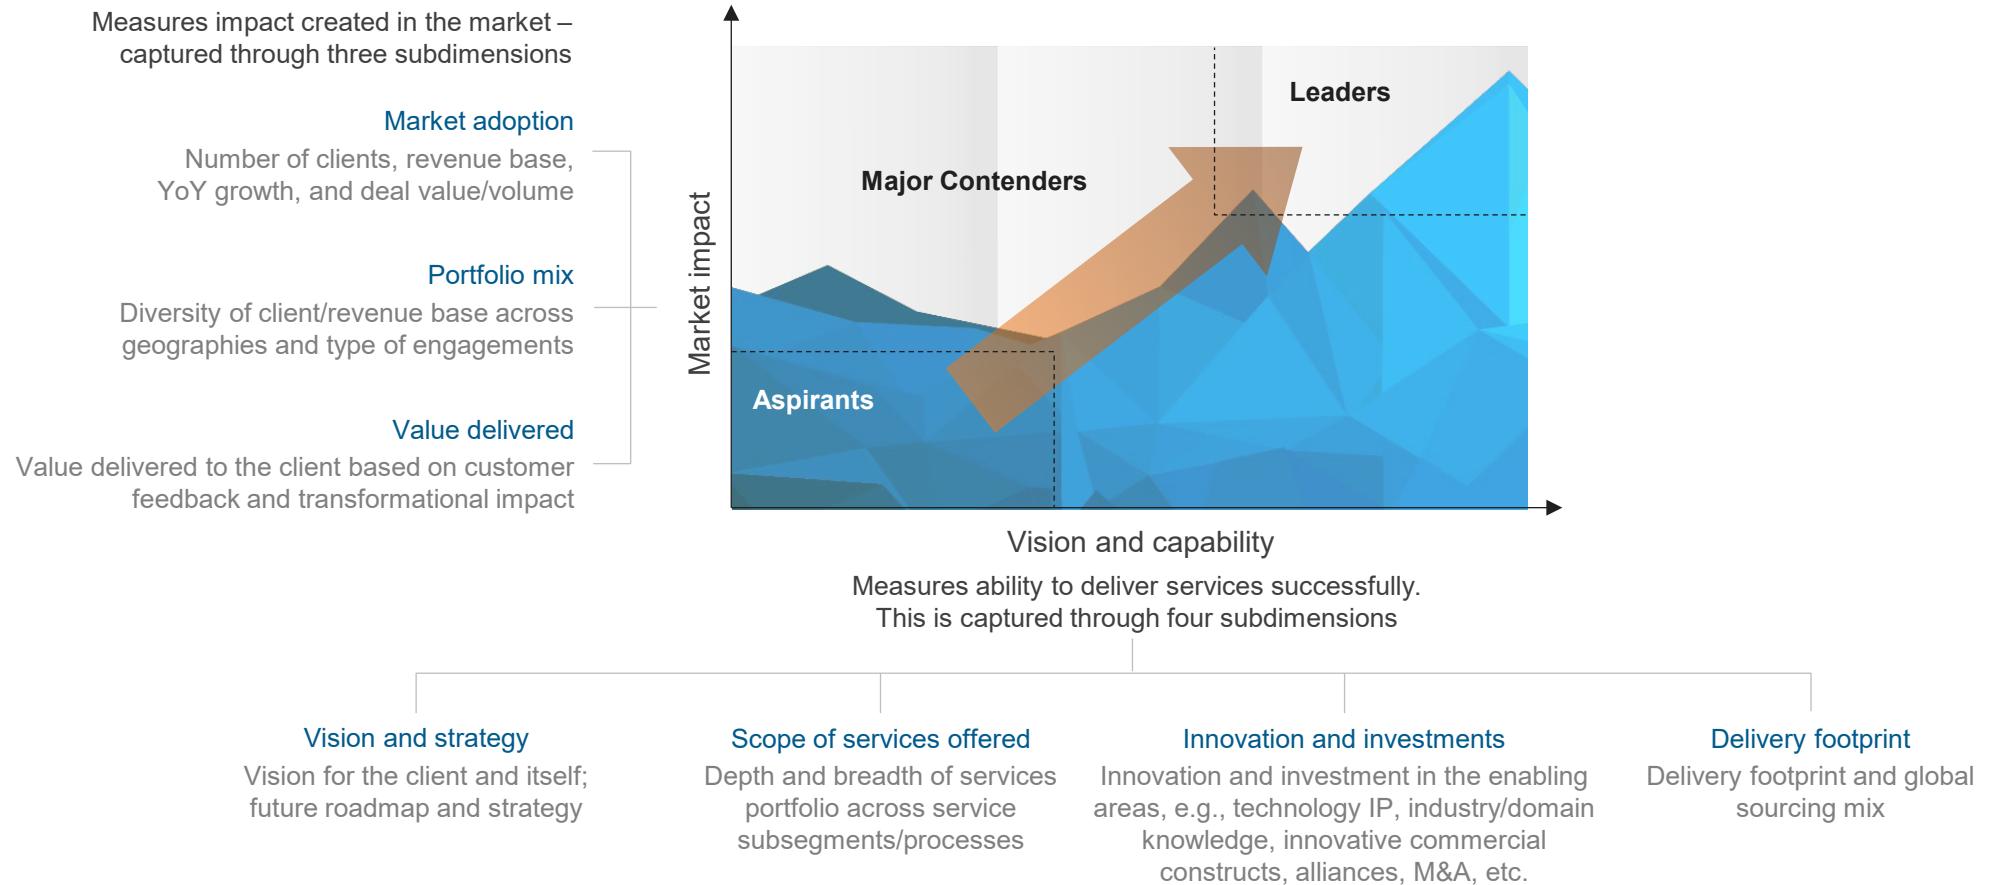 Measures impact created in the market –
captured through three subdimensions
Market adoption
Number of clients, revenue base,
YoY growth, and deal value/volume
Portfolio mix
Diversity of client/revenue base across
geographies and type of engagements
Value delivered
Value delivered to the client based on customer
feedback and transformational impact
Market impact
Leaders
Major Contenders
Aspirants
Vision and capability
Measures ability to deliver services successfully.
This is captured through four subdimensions
Vision and strategy
Vision for the client and itself;
future roadmap and strategy
Scope of services offered
Depth and breadth of services
portfolio across service
subsegments/processes
Innovation and investments
Innovation and investment in the enabling
areas, e.g., technology IP, industry/domain
knowledge, innovative commercial
constructs, alliances, M&A, etc.
Delivery footprint
Delivery footprint and global
sourcing mix